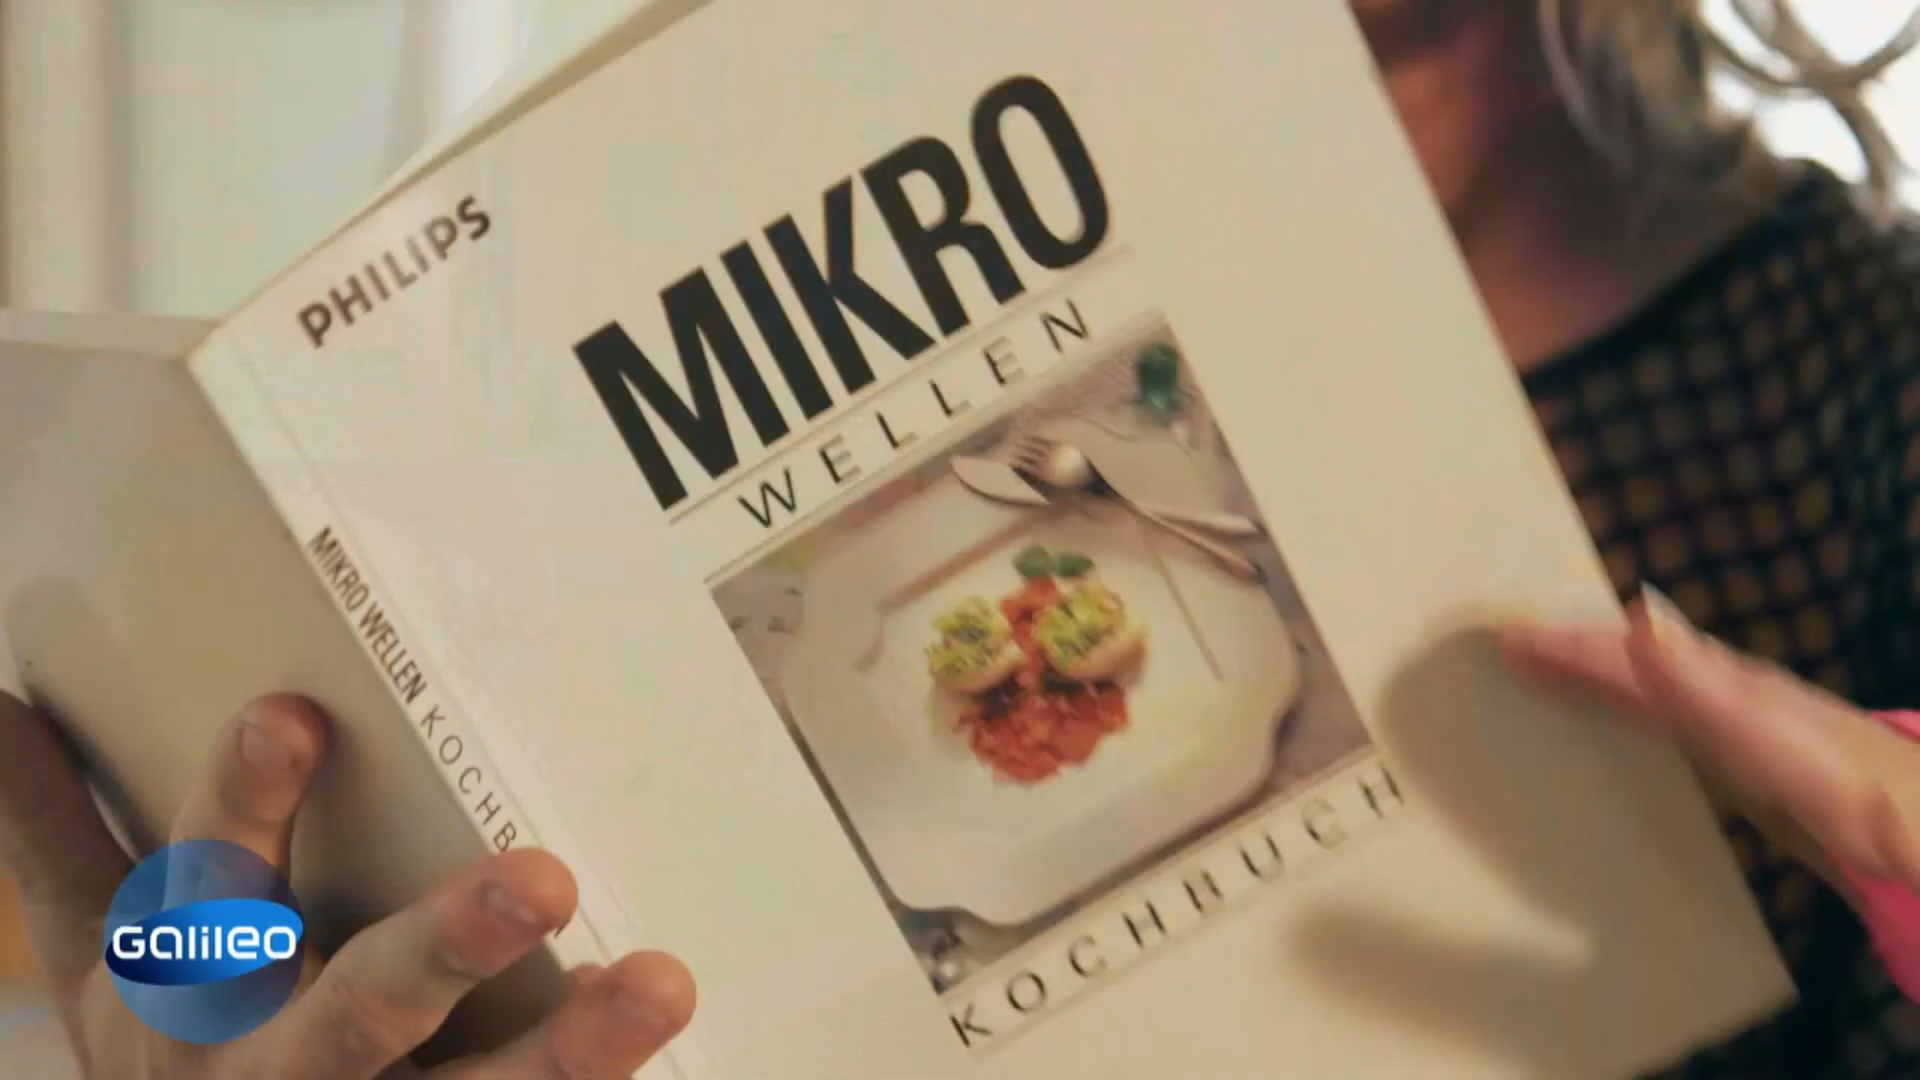 PHILIPS
MIKRO
WELLEN
KOCHBUCH
MIKRO WELLEN KOCHB
Galileo